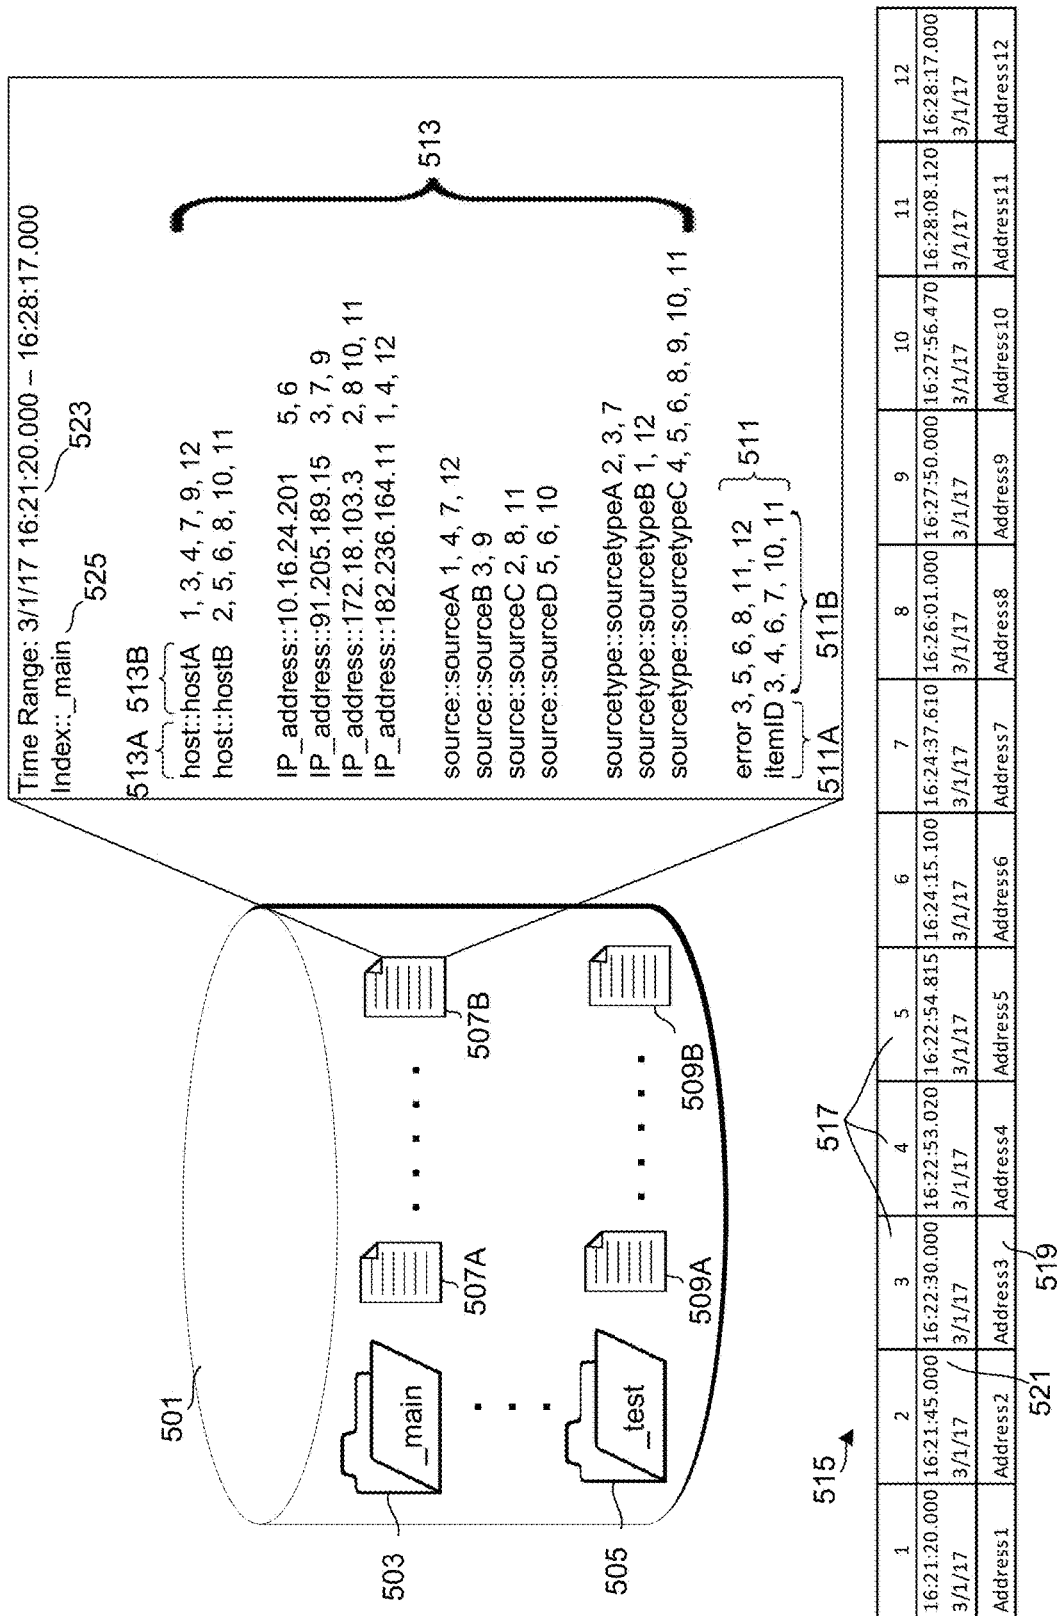 501
503
_main
507A
507B
505
_test
509A
509B
Time Range: 3/1/17 16:21:20.000 – 16:28:17.000
Index::_main
525
523
513A
513B
host::hostA 1, 3, 4, 7, 9, 12
host::hostB 2, 5, 6, 8, 10, 11
IP_address::10.16.24.201 5, 6
IP_address::91.205.189.15 3, 7, 9
IP_address::172.18.103.3 2, 8 10, 11
IP_address::182.236.164.11 1, 4, 12
source::sourceA 1, 4, 7, 12
source::sourceB 3, 9
source::sourceC 2, 8, 11
source::sourceD 5, 6, 10
sourcetype::sourcetypeA 2, 3, 7
sourcetype::sourcetypeB 1, 12
sourcetype::sourcetypeC 4, 5, 6, 8, 9, 10, 11
513
error 3, 5, 6, 8, 11, 12
itemID 3, 4, 6, 7, 10, 11
511
511A
511B
515
517
1 2 3 4 5 6 7 8 9 10 11 12
16:21:20.000 16:21:45.000 16:22:30.000 16:22:53.020 16:22:54.815 16:24:15.100 16:24:37.610 16:26:01.000 16:27:50.000 16:27:56.470 16:28:08.120 16:28:17.000
3/1/17 3/1/17 3/1/17 3/1/17 3/1/17 3/1/17 3/1/17 3/1/17 3/1/17 3/1/17 3/1/17 3/1/17
Address1 Address2 Address3 Address4 Address5 Address6 Address7 Address8 Address9 Address10 Address11 Address12
521
519